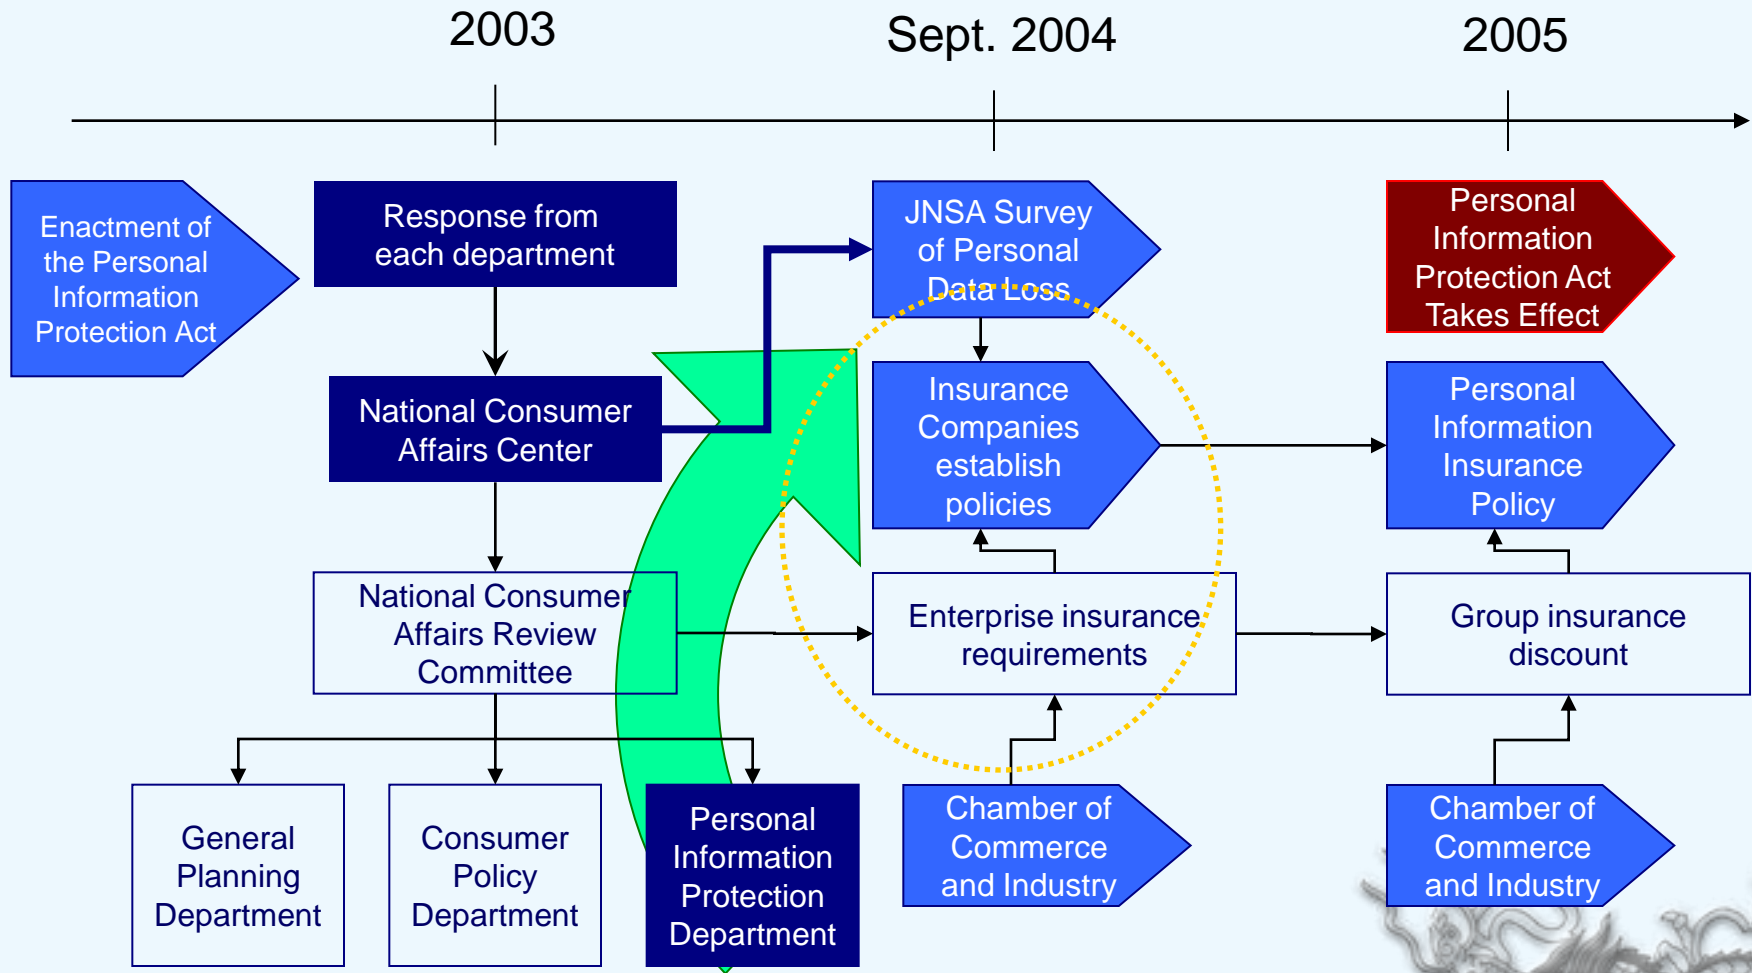 2003
Sept. 2004
2005
Enactment of
the Personal
Information
Protection Act
Response from
each department
JNSA Survey
of Personal
Data Loss
Personal
Information
Protection Act
Takes Effect
National Consumer
Affairs Center
Insurance
Companies
establish
policies
Personal
Information
Insurance
Policy
National Consumer
Affairs Review
Committee
Enterprise insurance
requirements
Group insurance
discount
General
Planning
Department
Consumer
Policy
Department
Personal
Information
Protection
Department
Chamber of
Commerce
and Industry
Chamber of
Commerce
and Industry